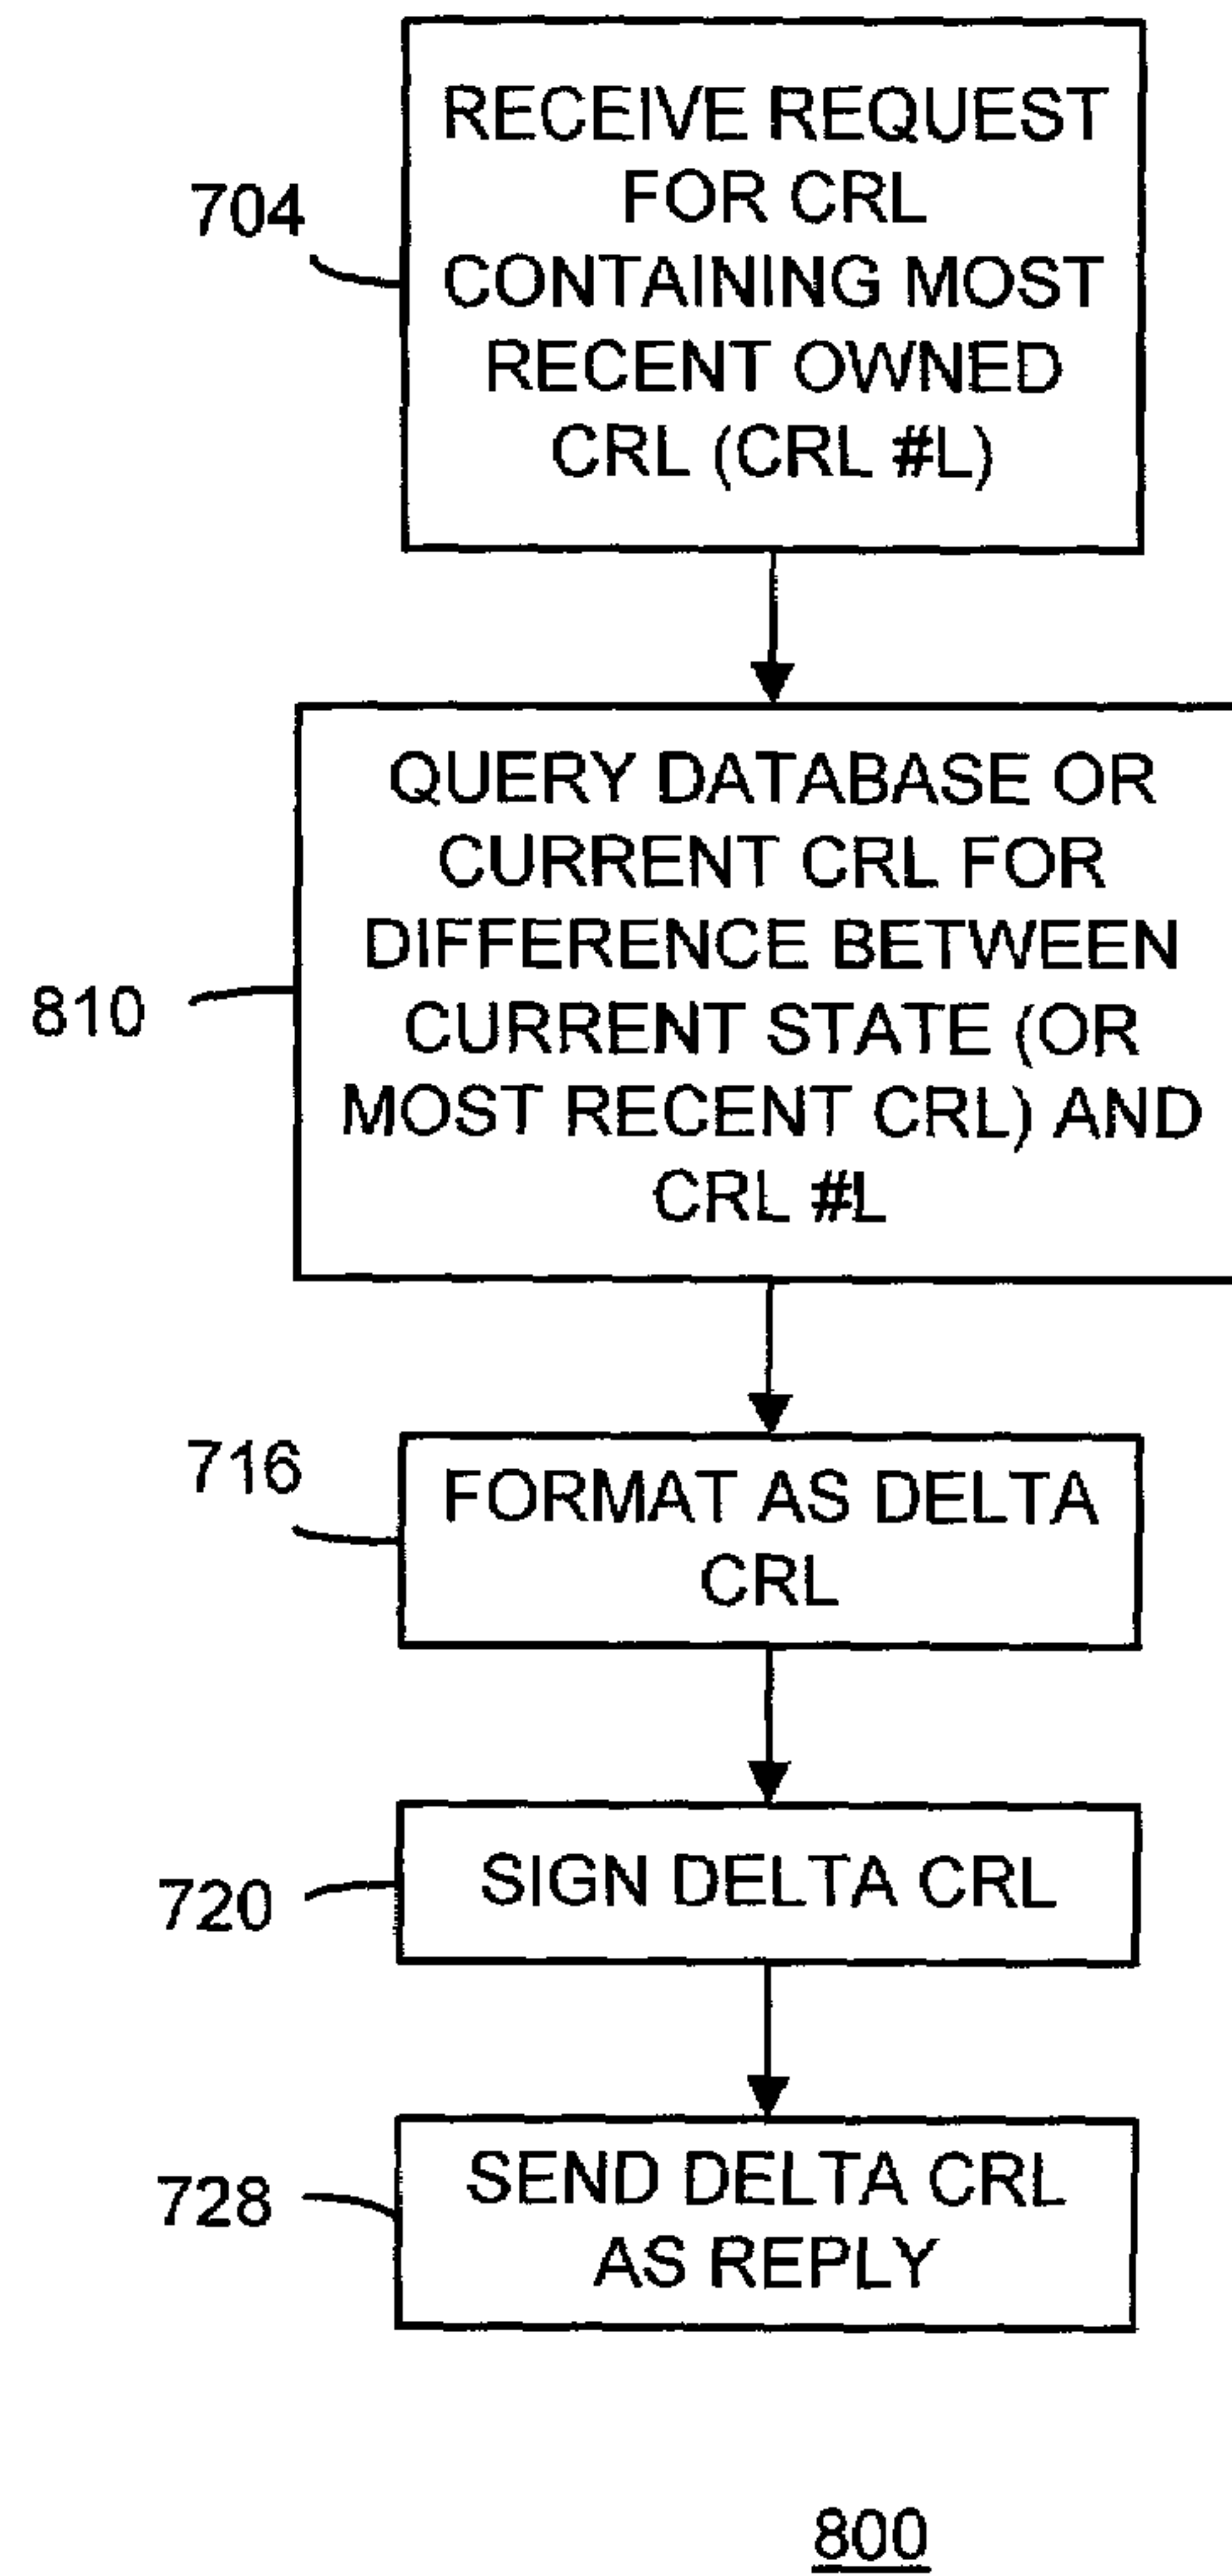 704
RECEIVE REQUEST
FOR CRL
CONTAINING MOST
RECENT OWNED
CRL (CRL #L)
810
QUERY DATABASE OR
CURRENT CRL FOR
DIFFERENCE BETWEEN
CURRENT STATE (OR
MOST RECENT CRL) AND
CRL #L
716
FORMAT AS DELTA
CRL
720
SIGN DELTA CRL
728
SEND DELTA CRL
AS REPLY
800